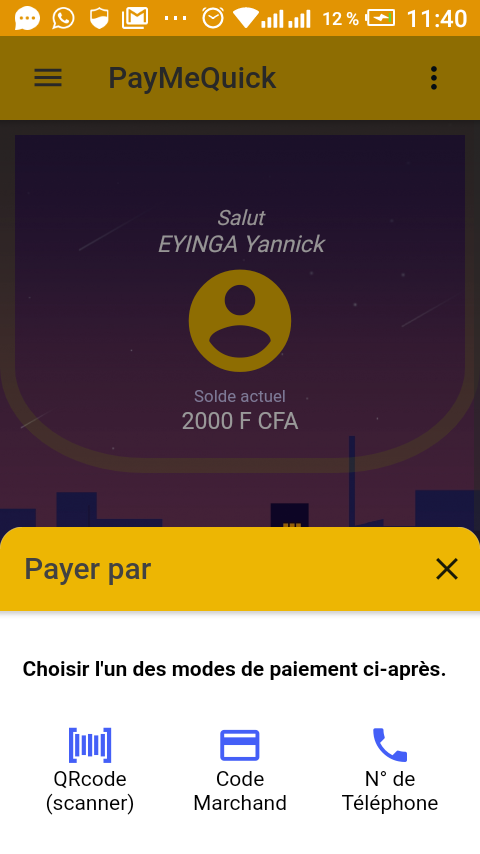 12 % 11:40
PayMeQuick
Salut
EYINGA Yannick
Solde actuel
2000 F CFA
Payer par
Choisir l'un des modes de paiement ci-après.
QRcode Code N° de
(scanner) Marchand Téléphone